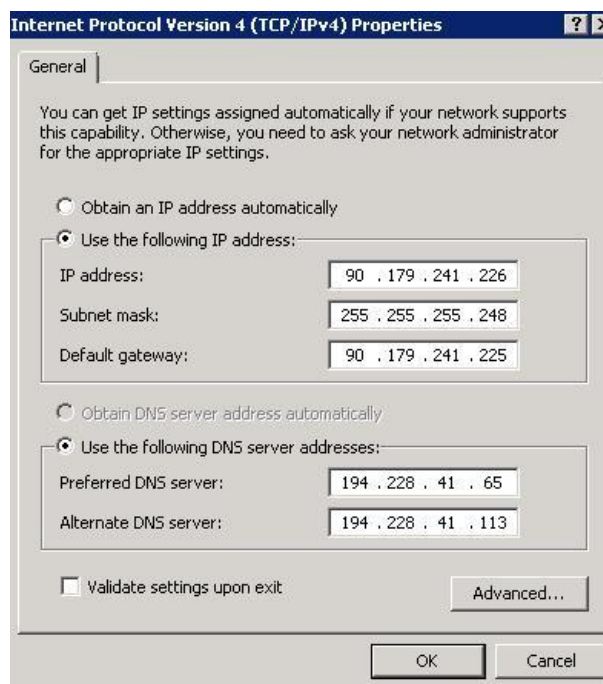 Internet Protocol Version 4 (TCP/IPv4) Properties
?
General
You can get IP settings assigned automatically if your network supports
this capability. Otherwise, you need to ask your network administrator
for the appropriate IP settings.
Obtain an IP address automatically
Use the following IP address:
IP address: 90 . 179 . 241 . 226
Subnet mask: 255 . 255 . 255 . 248
Default gateway: 90 . 179 . 241 . 225
Obtain DNS server address automatically
Use the following DNS server addresses:
Preferred DNS server: 194 . 228 . 41 . 65
Alternate DNS server: 194 . 228 . 41 . 113
Validate settings upon exit
Advanced...
OK Cancel